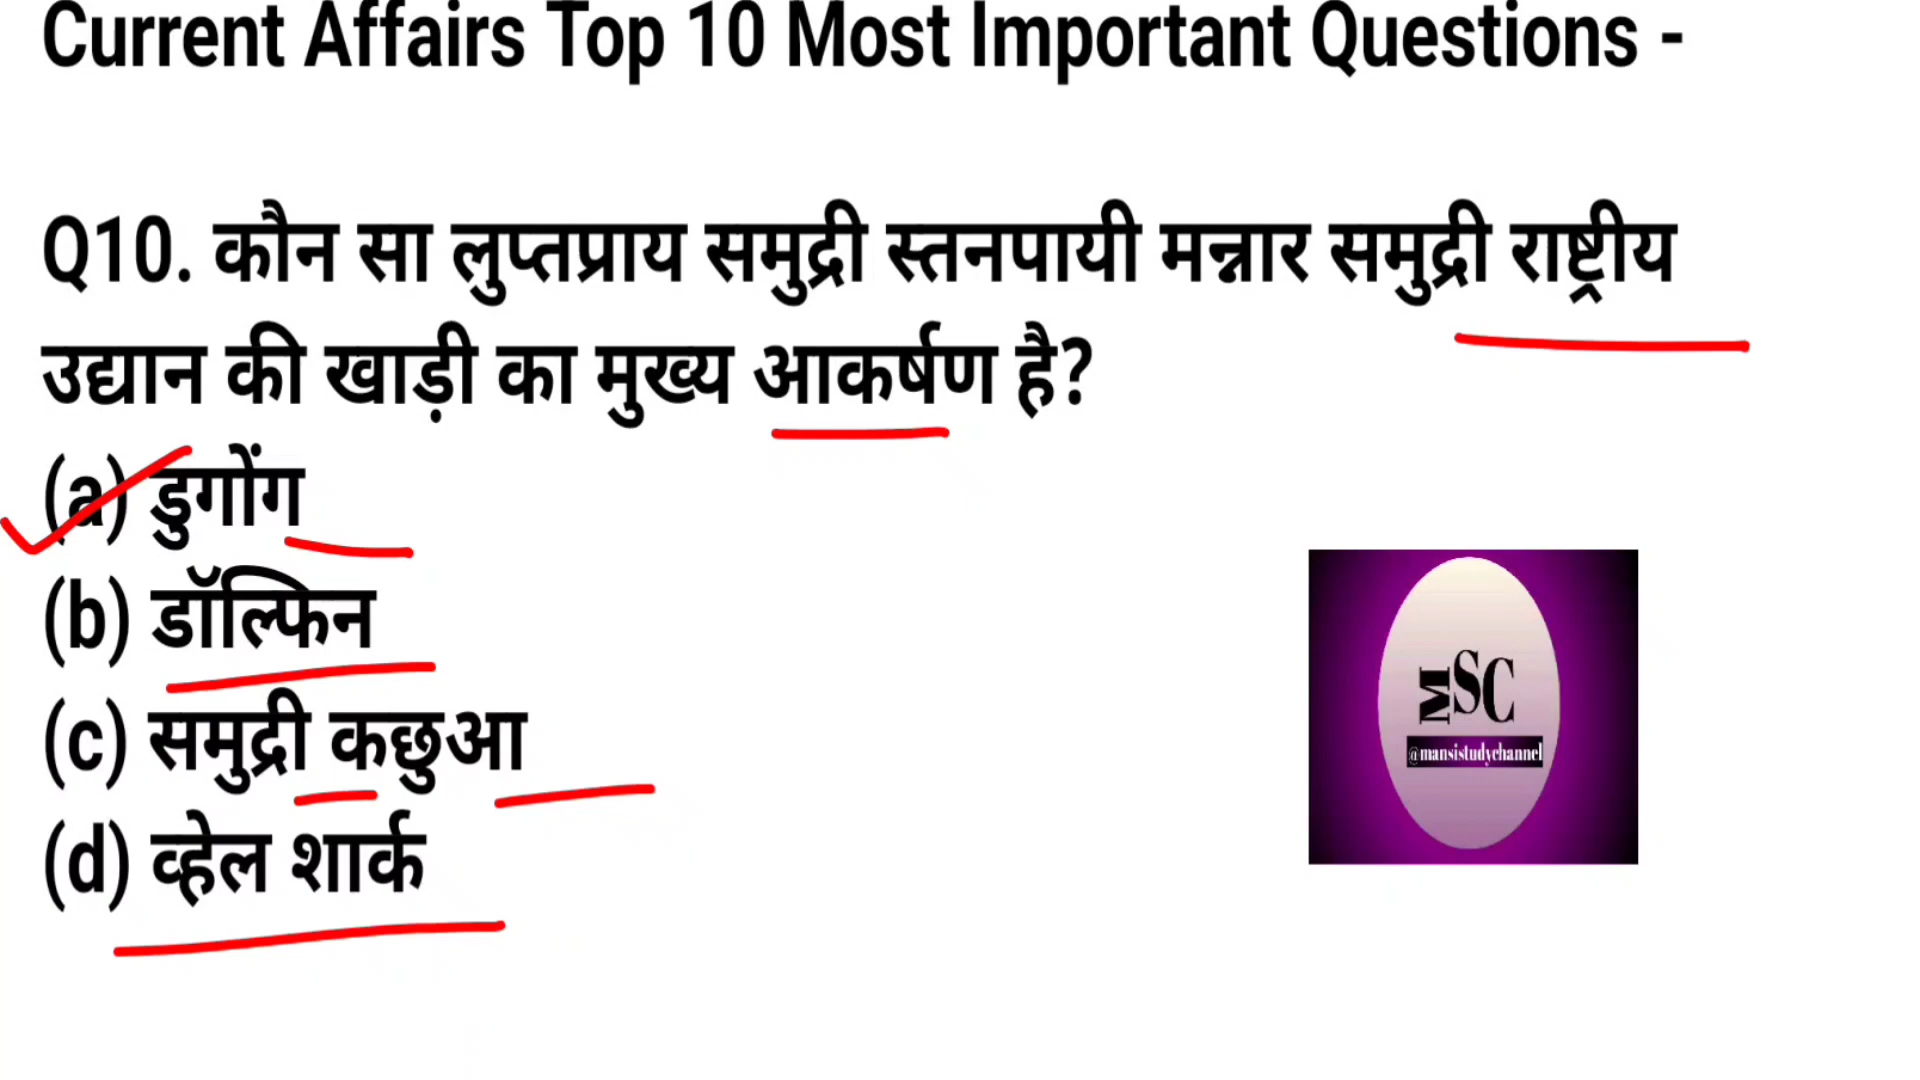 Current Affairs Top 10 Most Important Questions -
Q10. कौन सा लुप्तप्राय समुद्री स्तनपायी मन्नार समुद्री राष्ट्रीय
उद्यान की खाड़ी का मुख्य आकर्षण है?
(a) डुगोंग
(b) डॉल्फिन
(c) समुद्री कछुआ
(d) व्हेल शार्क
MSC
@mansistudychannel